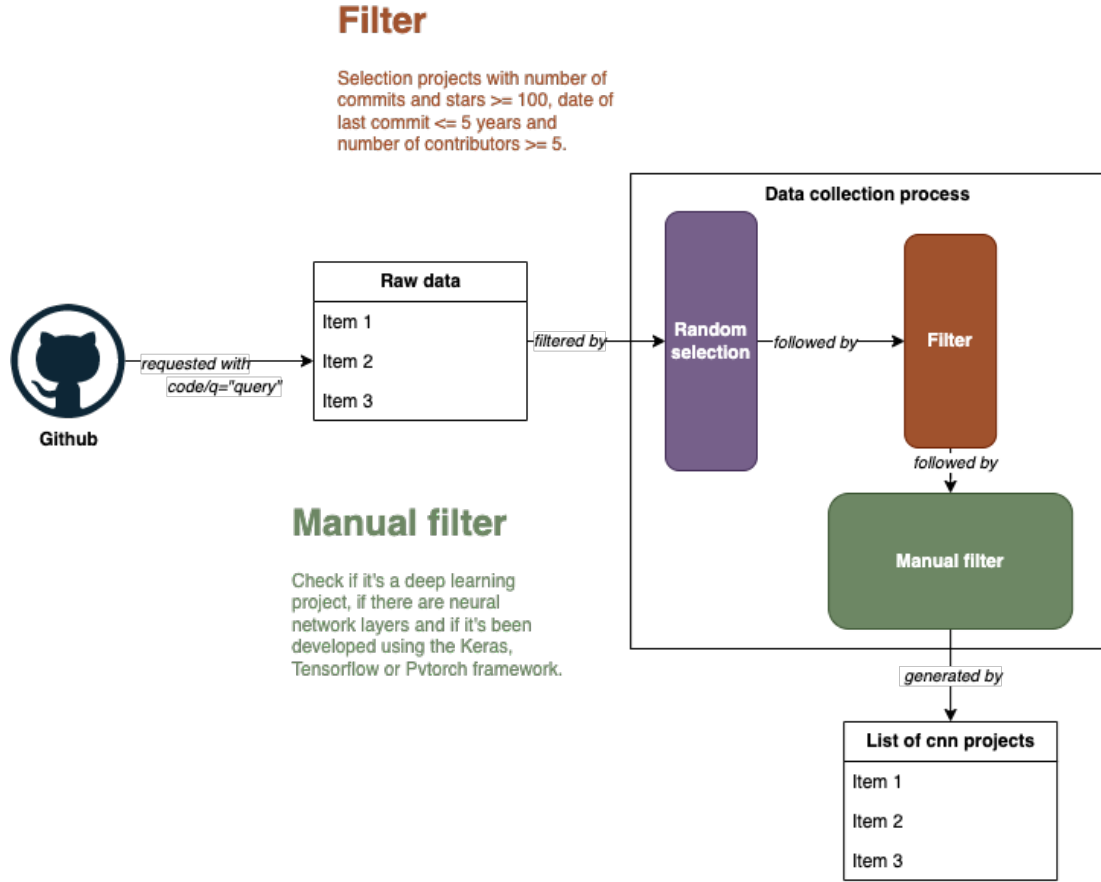 Filter
Selection projects with number of
commits and stars >= 100, date of
last commit <= 5 years and
number of contributors >= 5.
Data collection process
Raw data
Item 1
Item 2
Item 3
Github
requested with
code/q="query"
filtered by
Random
selection
followed by
Filter
followed by
Manual filter
Manual filter
Check if it's a deep learning
project, if there are neural
network layers and if it's been
developed using the Keras,
Tensorflow or Pytorch framework.
generated by
List of cnn projects
Item 1
Item 2
Item 3